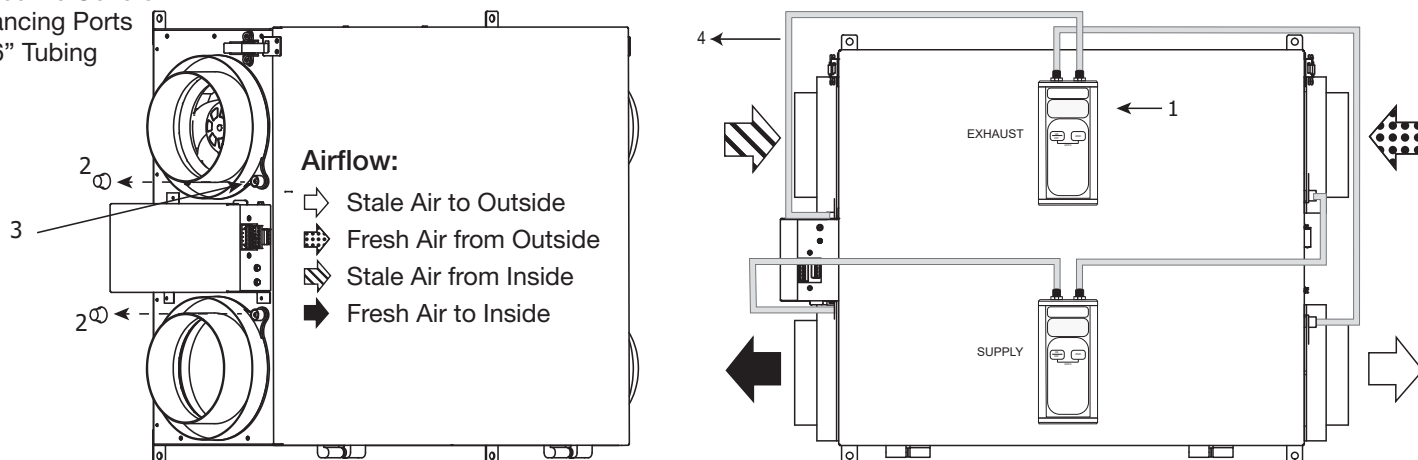 ancing Ports
6” Tubing
2
3
2
Airflow:
Stale Air to Outside
Fresh Air from Outside
Stale Air from Inside
Fresh Air to Inside
4
1
EXHAUST
SUPPLY